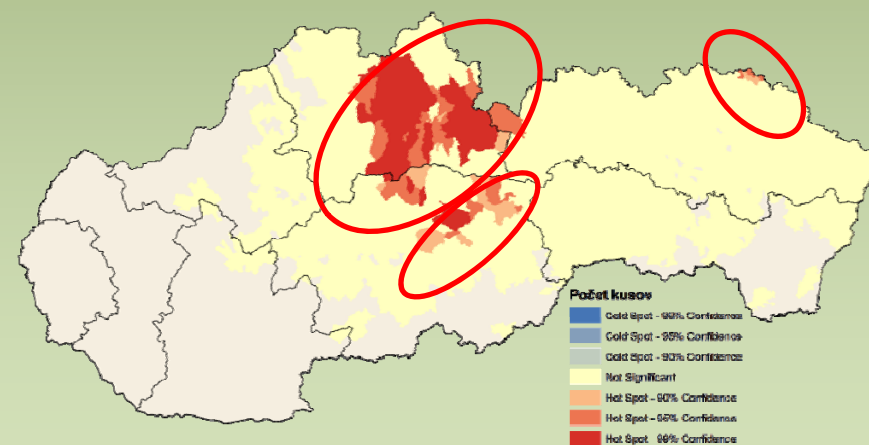 Počet kusov
Cold Spot - 99% Confidence
Cold Spot - 95% Confidence
Cold Spot - 90% Confidence
Not Significant
Hot Spot - 90% Confidence
Hot Spot - 95% Confidence
Hot Spot 99% Confidence